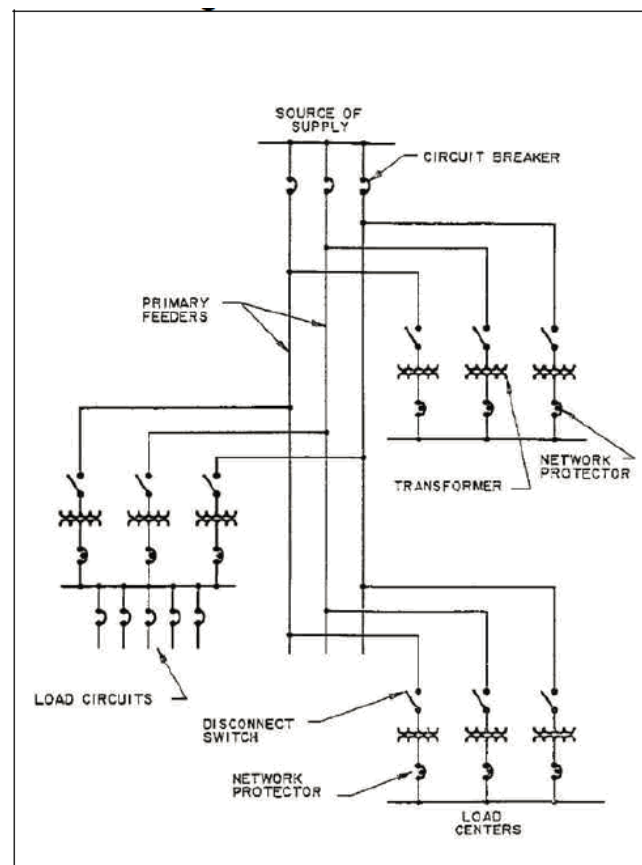 SOURCE OF
SUPPLY
CIRCUIT BREAKER
PRIMARY
FEEDERS
NETWORK
PROTECTOR
TRANSFORMER
LOAD CIRCUITS
DISCONNECT
SWITCH
NETWORK
PROTECTOR
LOAD
CENTERS